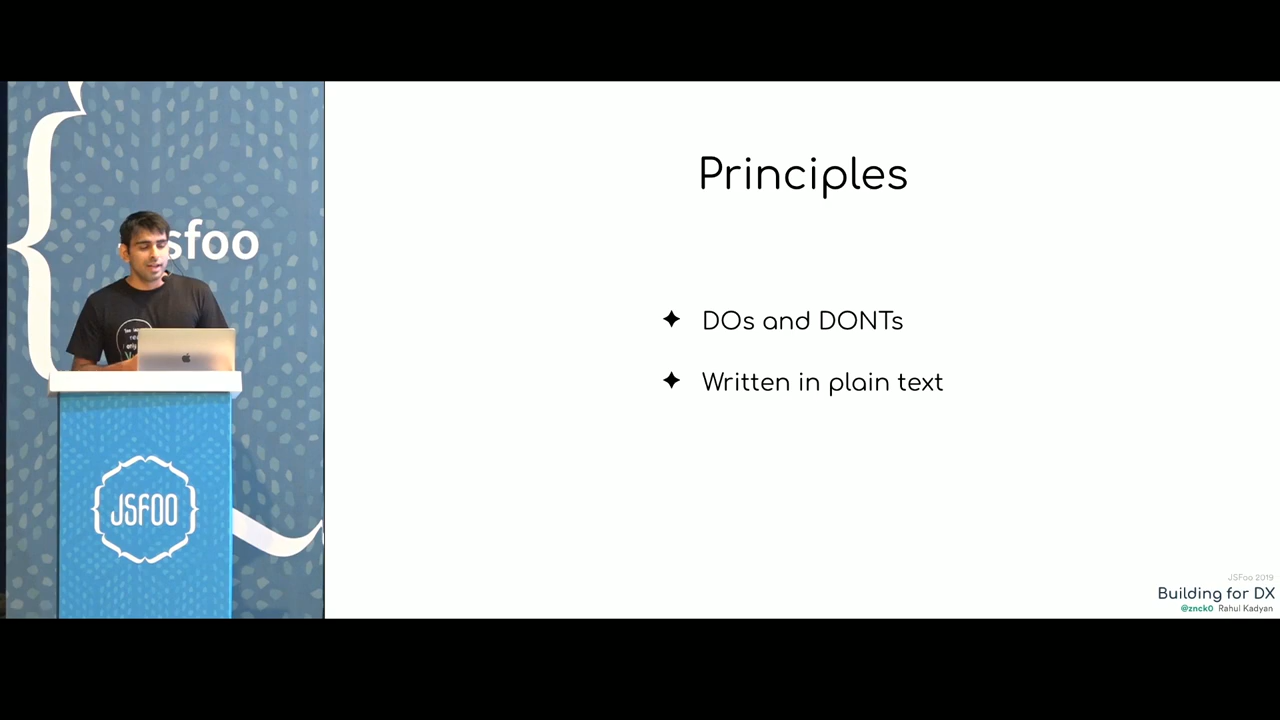 sfoo
JSFOO
Principles
✦ DOs and DONTs
✦ Written in plain text
JSFoo 2019
Building for DX
@znck0 Rahul Kadyan